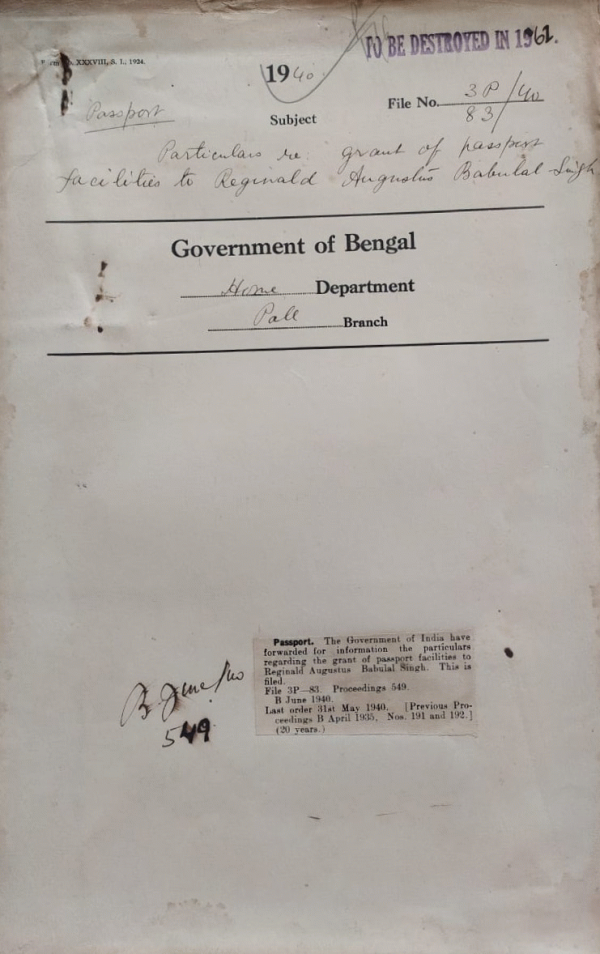 TO BE DESTROYED IN 1961.
XXXVIII, S. I., 1924.
1940.
Passport
File No. 3P/40
83
Subject
Particulars re. grant of passport
facilities to Reginald Augustus Babulal Singh
Government of Bengal
Home Department
Poll Branch
Passport. The Government of India have
forwarded for information the particulars
regarding the grant of passport facilities to
Reginald Augustus Babulal Singh. This is
filed.
File 3P—83. Proceedings 549.
B June 1940.
Last order 31st May 1940. [Previous Pro-
ceedings B April 1935, Nos. 191 and 192.]
(20 years.)
B. June/40
549